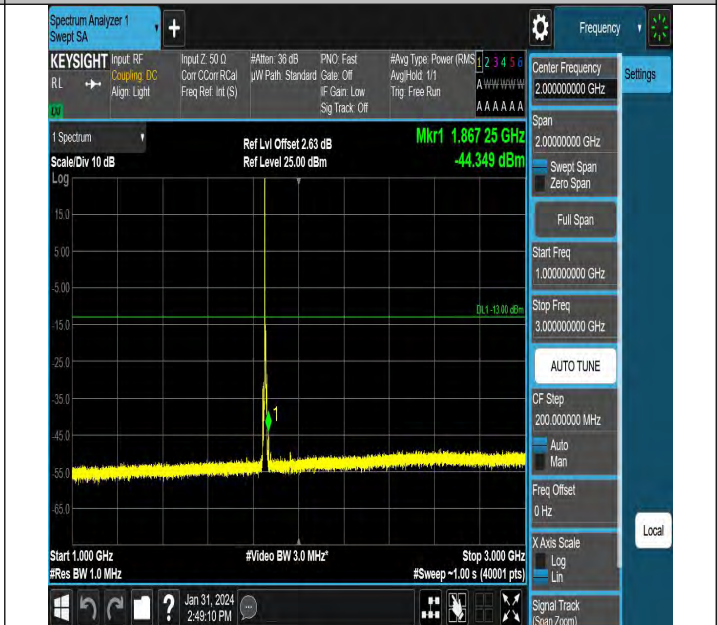 Spectrum Analyzer 1
Swept SA
Frequency
KEYSIGHT
RL
Input: RF
Coupling: DC
Align: Light
Input Z: 50 Ω
Corr CCorr RCal
Freq Ref: Int (S)
#Atten: 36 dB
µW Path: Standard
PNO: Fast
Gate: Off
IF Gain: Low
Sig Track: Off
#Avg Type: Power (RMS
Avg|Hold: 1/1
Trig: Free Run
1 2 3 4 5 6
A W W W W W
A A A A A A
1 Spectrum
Scale/Div 10 dB
Ref Lvl Offset 2.63 dB
Ref Level 25.00 dBm
Mkr1 1.867 25 GHz
-44.349 dBm
Log
15.0
5.00
-5.00
-15.0
-25.0
-35.0
-45.0
-55.0
-65.0
DL1 -13.00 dBm
1
Start 1.000 GHz
#Res BW 1.0 MHz
#Video BW 3.0 MHz*
Stop 3.000 GHz
#Sweep ~1.00 s (40001 pts)
Jan 31, 2024
2:49:10 PM
Center Frequency
2.000000000 GHz
Settings
Span
2.00000000 GHz
Swept Span
Zero Span
Full Span
Start Freq
1.000000000 GHz
Stop Freq
3.000000000 GHz
AUTO TUNE
CF Step
200.000000 MHz
Auto
Man
Freq Offset
0 Hz
X Axis Scale
Log
Lin
Local
Signal Track
(Span Zoom)